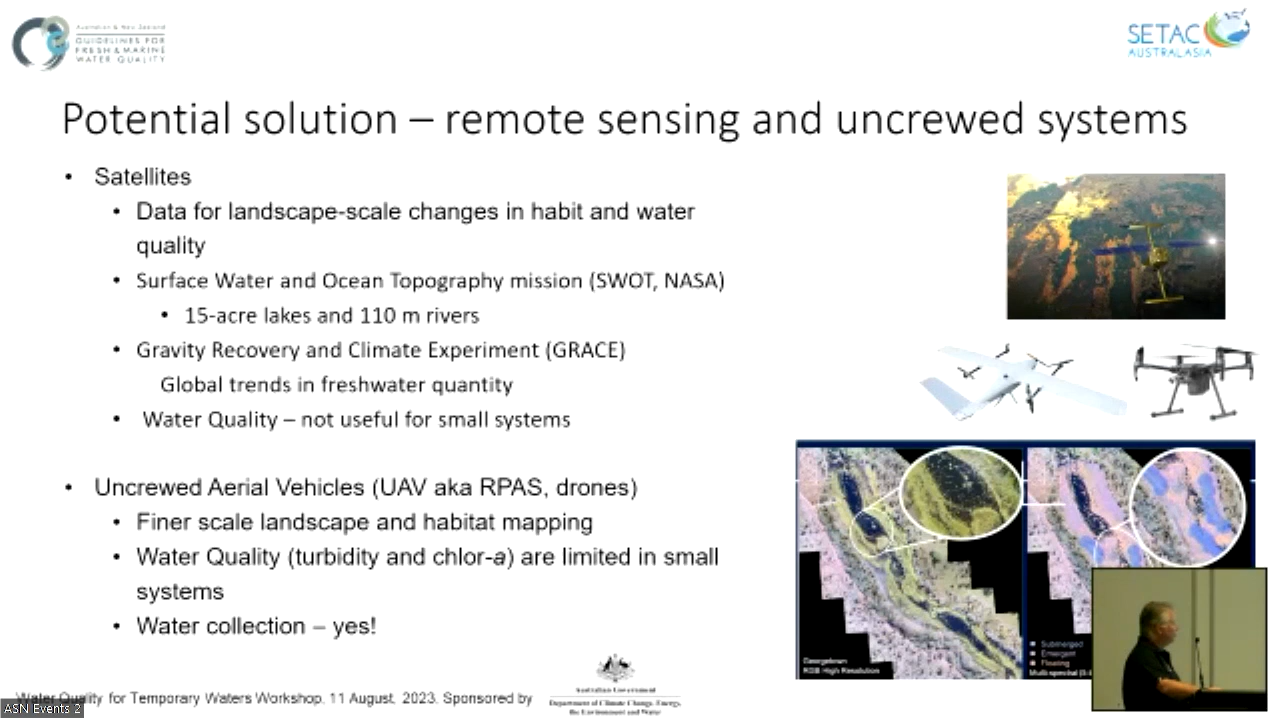 Australian & New Zealand
GUIDELINES FOR
FRESH & MARINE
WATER QUALITY
SETAC
AUSTRALASIA
Potential solution – remote sensing and uncrewed systems
• Satellites
• Data for landscape-scale changes in habit and water
quality
• Surface Water and Ocean Topography mission (SWOT, NASA)
• 15-acre lakes and 110 m rivers
• Gravity Recovery and Climate Experiment (GRACE)
Global trends in freshwater quantity
• Water Quality – not useful for small systems
• Uncrewed Aerial Vehicles (UAV aka RPAS, drones)
• Finer scale landscape and habitat mapping
• Water Quality (turbidity and chlor-a) are limited in small
systems
• Water collection – yes!
Georgetown
RGB High Resolution
Submerged
Emergent
Floating
Multispectral
Water Quality for Temporary Waters Workshop, 11 August, 2023. Sponsored by
Australian Government
Department of Climate Change, Energy,
the Environment and Water
ASN Events 2